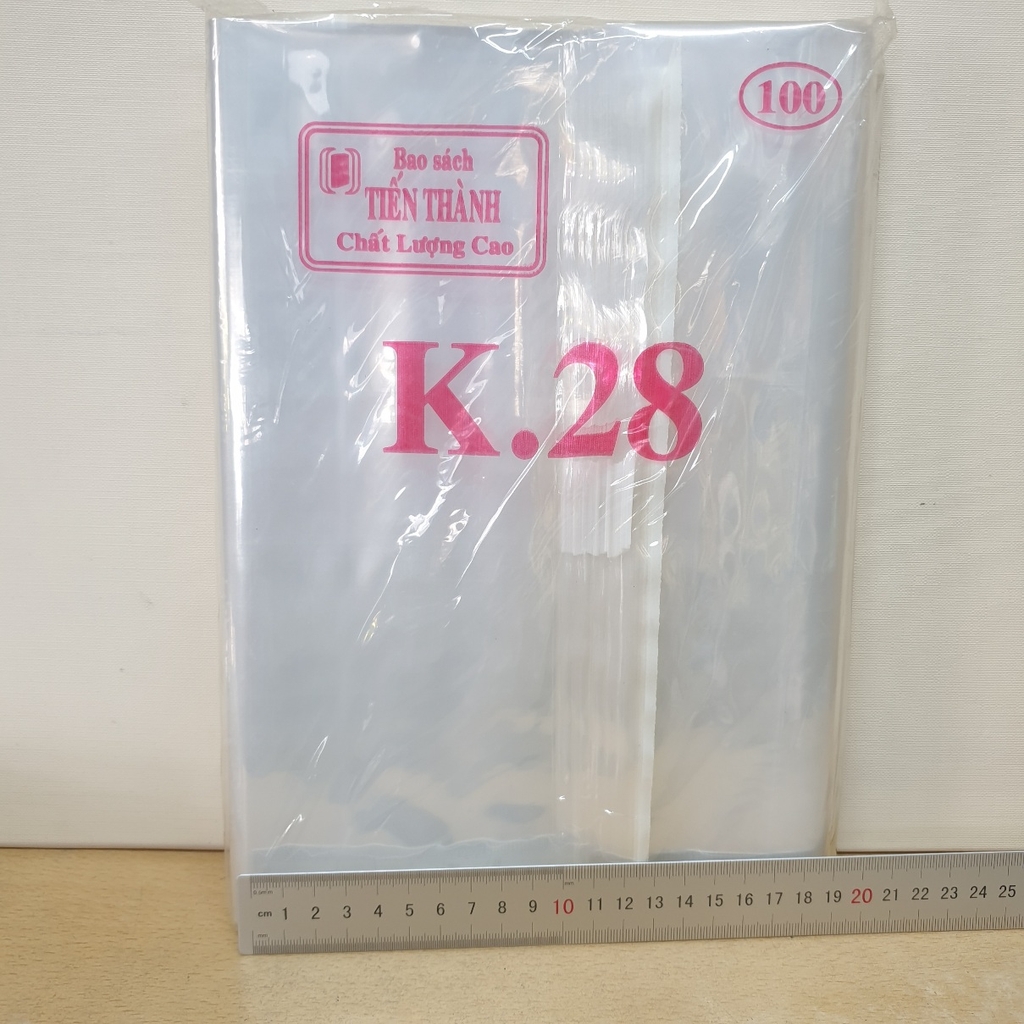 100
Bao sách
TIẾN THÀNH
Chất Lượng Cao
K.28
cm 1 2 3 4 5 6 7 8 9 10 11 12 13 14 15 16 17 18 19 20 21 22 23 24 25